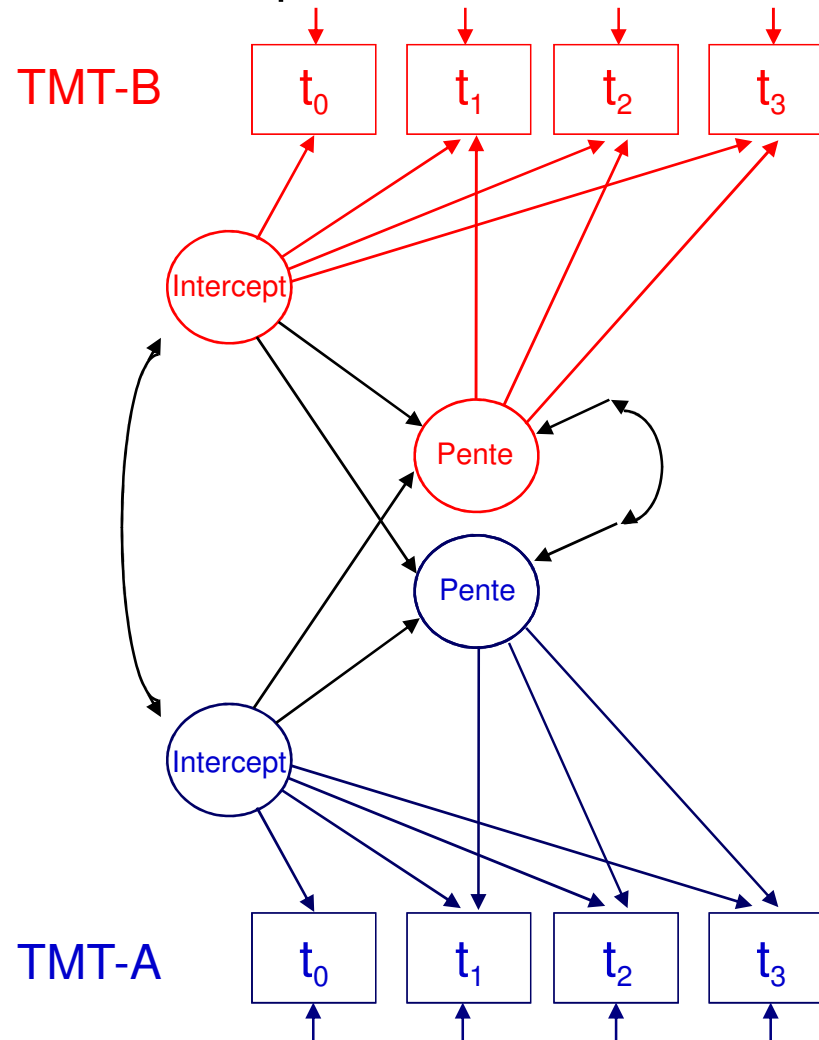 TMT-B
t₀ t₁ t₂ t₃
Intercept
Pente
Pente
Intercept
TMT-A
t₀ t₁ t₂ t₃